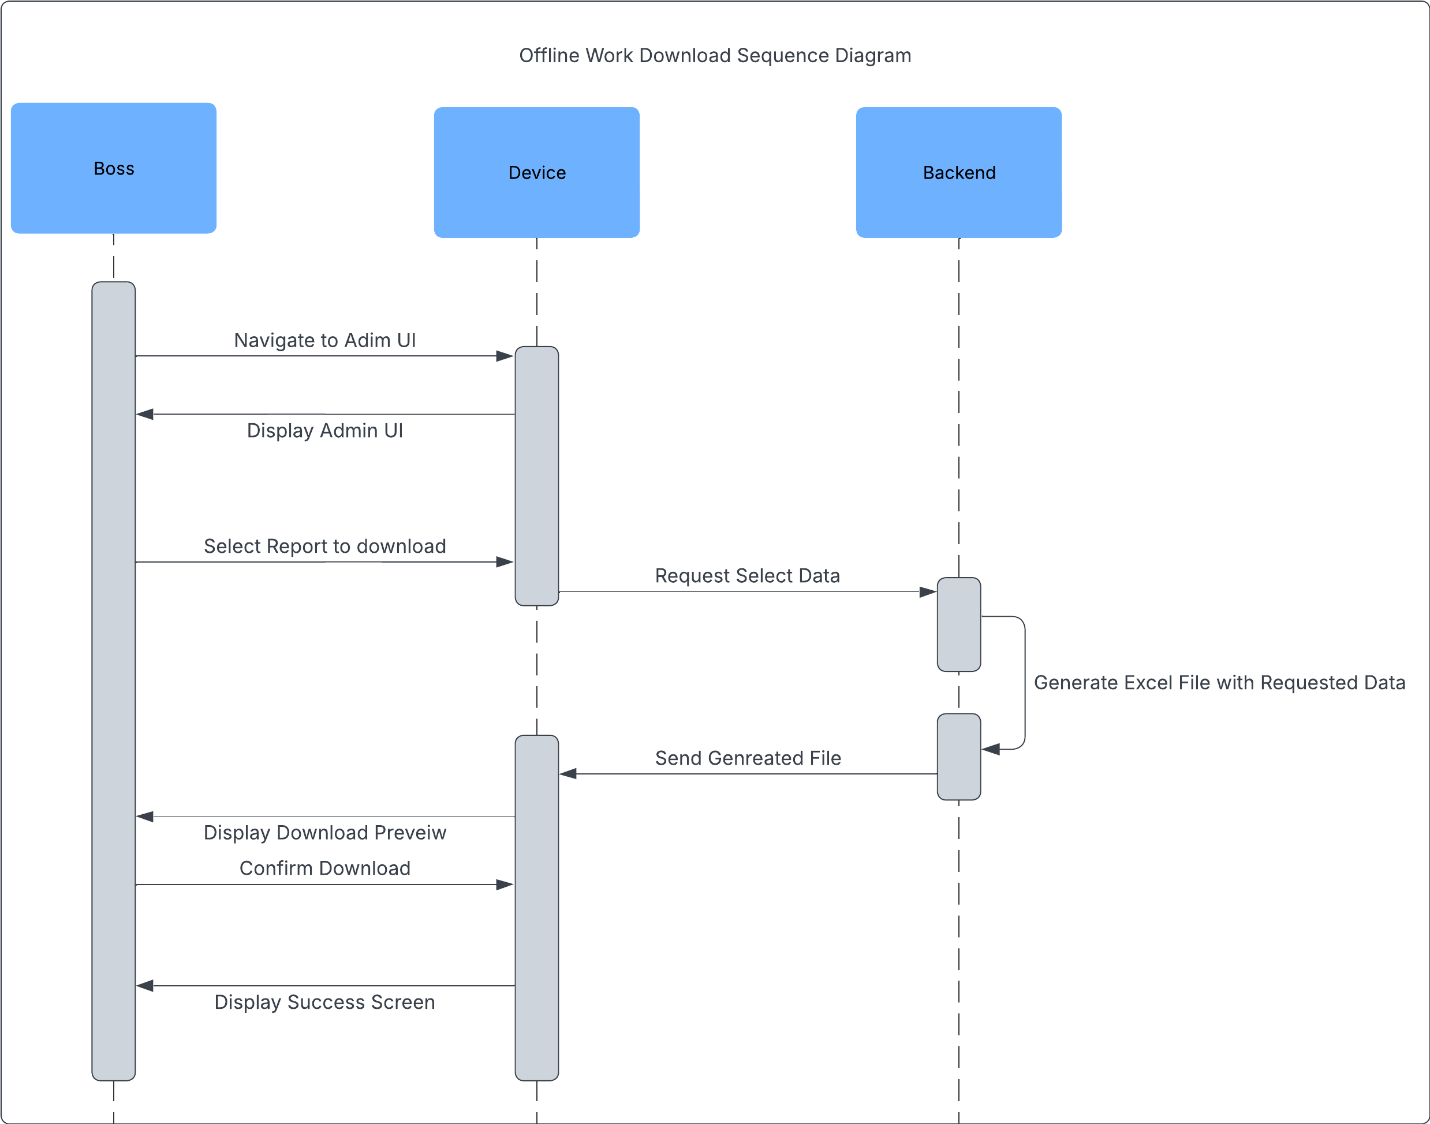 Offline Work Download Sequence Diagram
Boss
Device
Backend
Navigate to Adim UI
Display Admin UI
Select Report to download
Request Select Data
Generate Excel File with Requested Data
Send Genreated File
Display Download Preveiw
Confirm Download
Display Success Screen